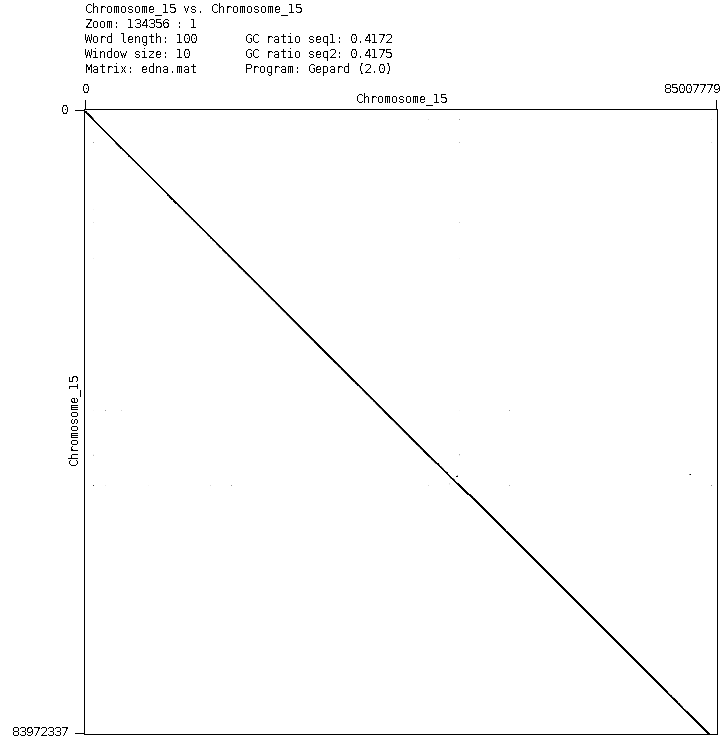 Chromosome_15 vs. Chromosome_15
Zoom: 134356 : 1
Word length: 100 GC ratio seq1: 0.4172
Window size: 10 GC ratio seq2: 0.4175
Matrix: edna.mat Program: Gepard (2.0)
0 85007779
Chromosome_15
0
Chromosome_15
83972337